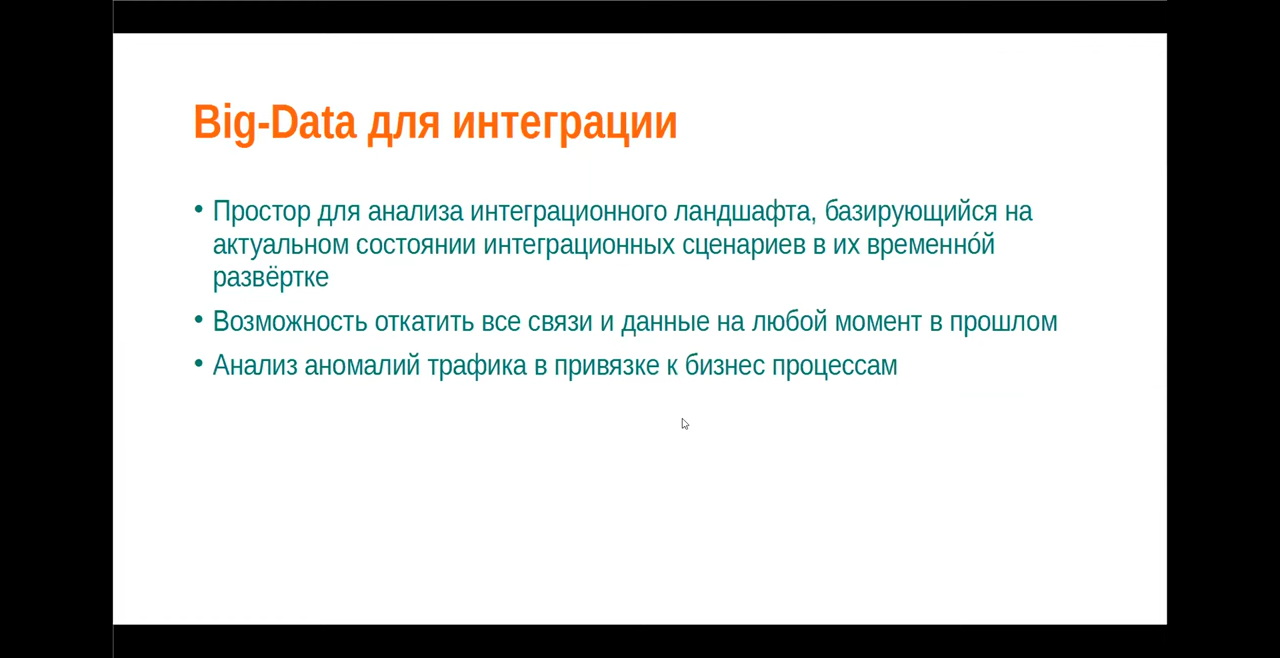 Big-Data для интеграции
• Простор для анализа интеграционного ландшафта, базирующийся на
актуальном состоянии интеграционных сценариев в их временно́й
развёртке
• Возможность откатить все связи и данные на любой момент в прошлом
• Анализ аномалий трафика в привязке к бизнес процессам